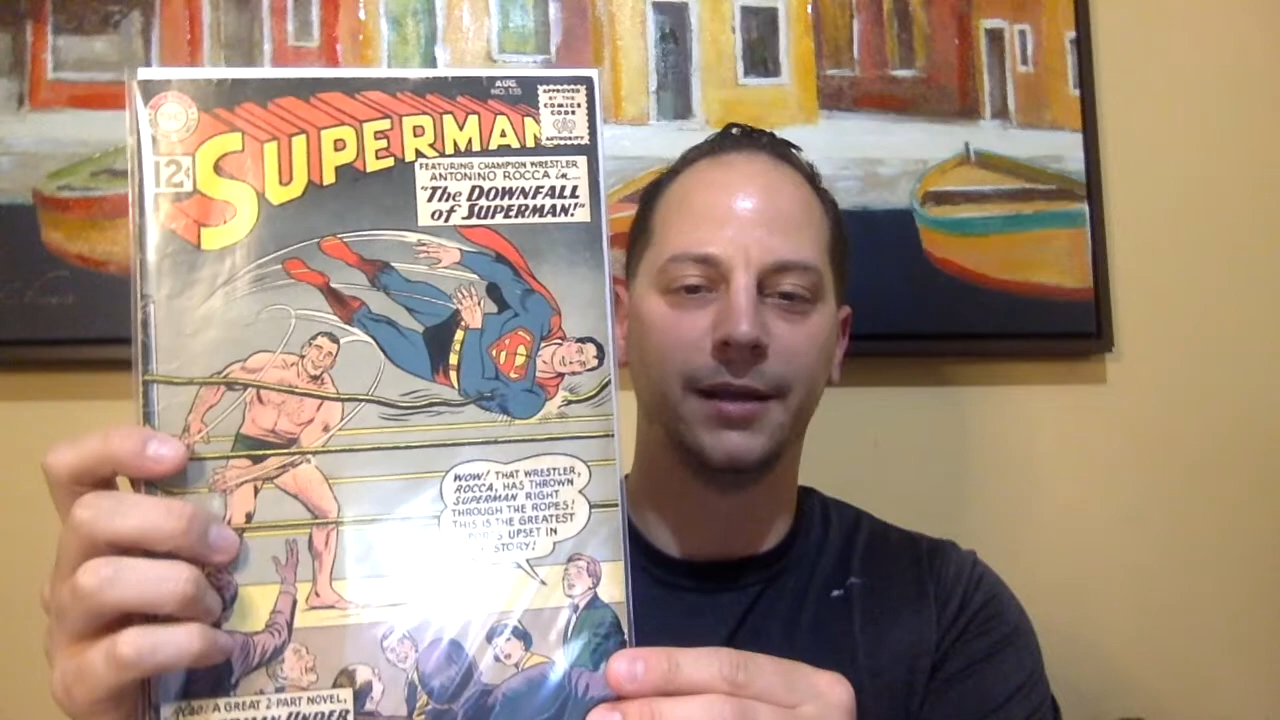 AUG.
NO. 155
APPROVED
BY THE
COMICS
CODE
AUTHORITY
12¢
SUPERMAN
FEATURING CHAMPION WRESTLER
ANTONINO ROCCA in...
"The DOWNFALL
of SUPERMAN!"
S
WOW! THAT WRESTLER,
ROCCA, HAS THROWN
SUPERMAN RIGHT
THROUGH THE ROPES!
THIS IS THE GREATEST
UPSET IN
STORY!
Also! A GREAT 2-PART NOVEL,
UNDER